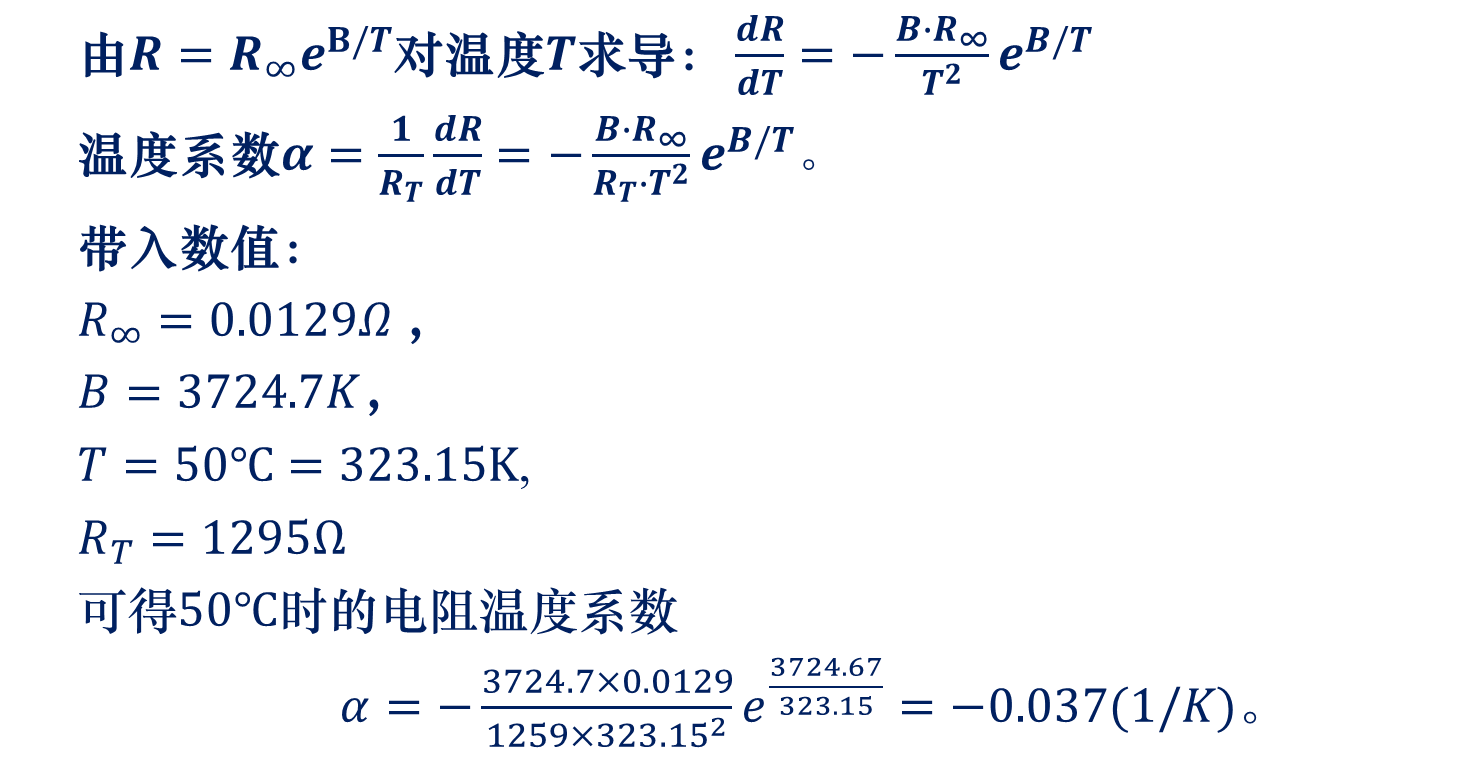 由R = R∞e^{B/T}对温度T求导： dR/dT = −(B·R∞/T²)e^{B/T}
温度系数α = (1/R_T)(dR/dT) = −(B·R∞/(R_T·T²))e^{B/T}。
带入数值：
R∞ = 0.0129Ω，
B = 3724.7K，
T = 50℃ = 323.15K,
R_T = 1295Ω
可得50℃时的电阻温度系数
α = −(3724.7×0.0129/(1259×323.15²))e^{3724.67/323.15} = −0.037(1/K)。